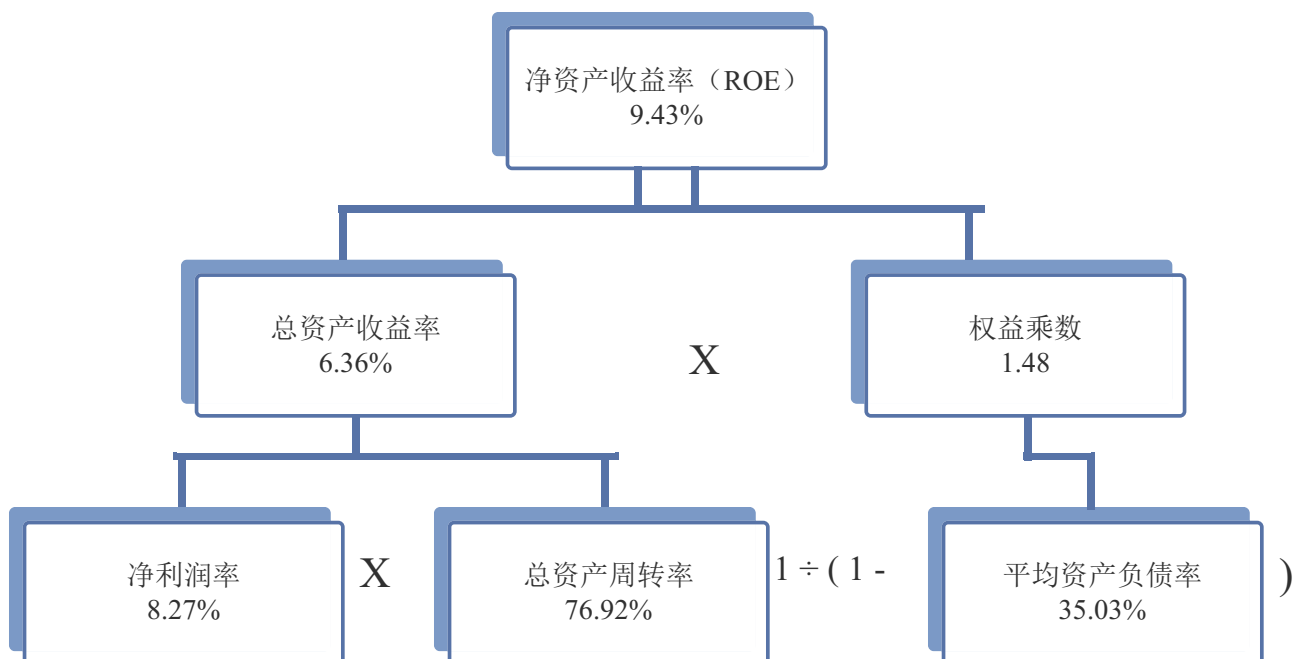 净资产收益率（ROE）
9.43%
总资产收益率
6.36%
X
权益乘数
1.48
净利润率
8.27%
X
总资产周转率
76.92%
1 ÷ ( 1 -
平均资产负债率
35.03%
)